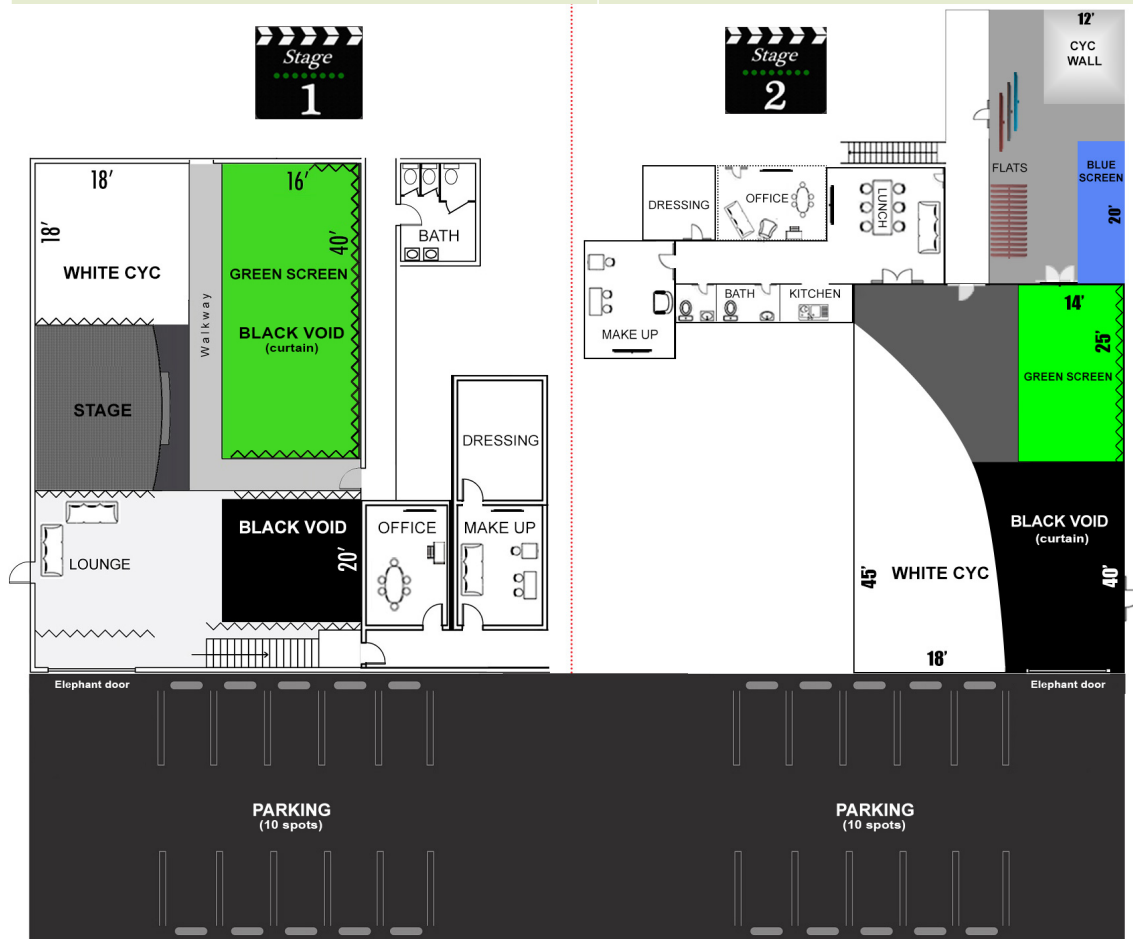 Stage
1
18'
18'
WHITE CYC
16'
40'
GREEN SCREEN
BLACK VOID
(curtain)
Walkway
BATH
STAGE
DRESSING
BLACK VOID
20'
OFFICE
MAKE UP
LOUNGE
Elephant door
PARKING
(10 spots)
Stage
2
12'
CYC
WALL
FLATS
BLUE
SCREEN
20'
DRESSING
OFFICE
LUNCH
MAKE UP
BATH
KITCHEN
14'
25'
GREEN SCREEN
BLACK VOID
(curtain)
40'
45'
WHITE CYC
18'
Elephant door
PARKING
(10 spots)